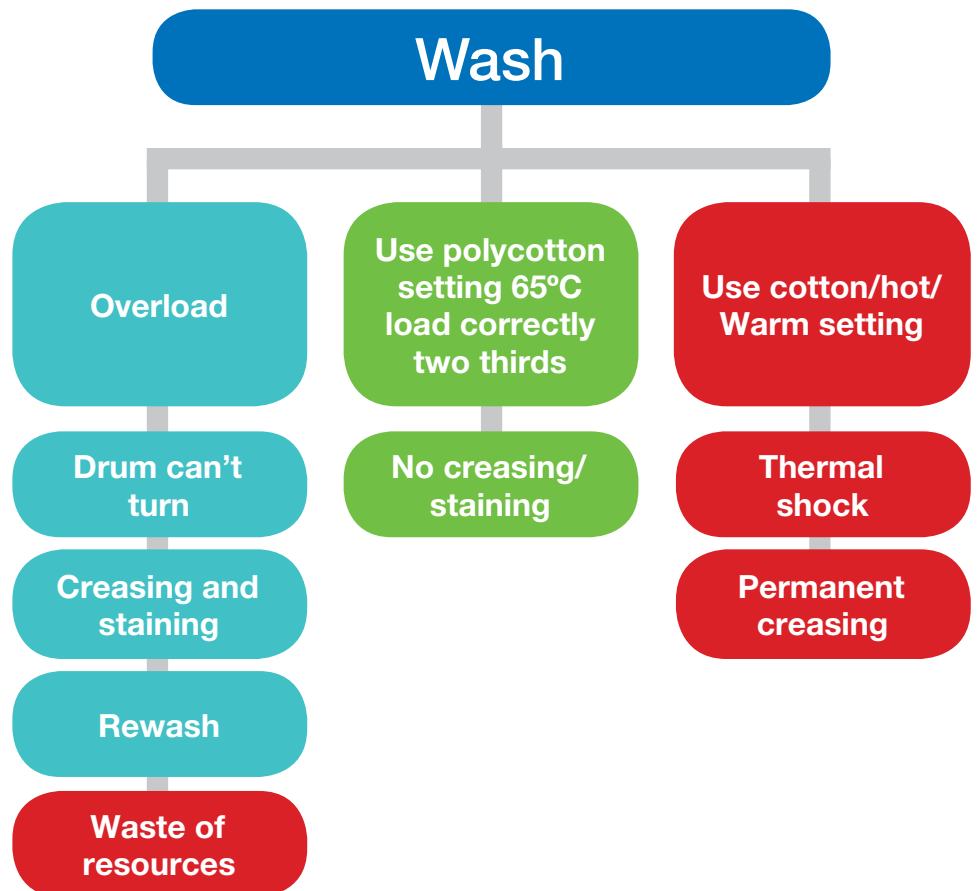 Wash
Overload
Drum can't
turn
Creasing and
staining
Rewash
Waste of
resources
Use polycotton
setting 65ºC
load correctly
two thirds
No creasing/
staining
Use cotton/hot/
Warm setting
Thermal
shock
Permanent
creasing